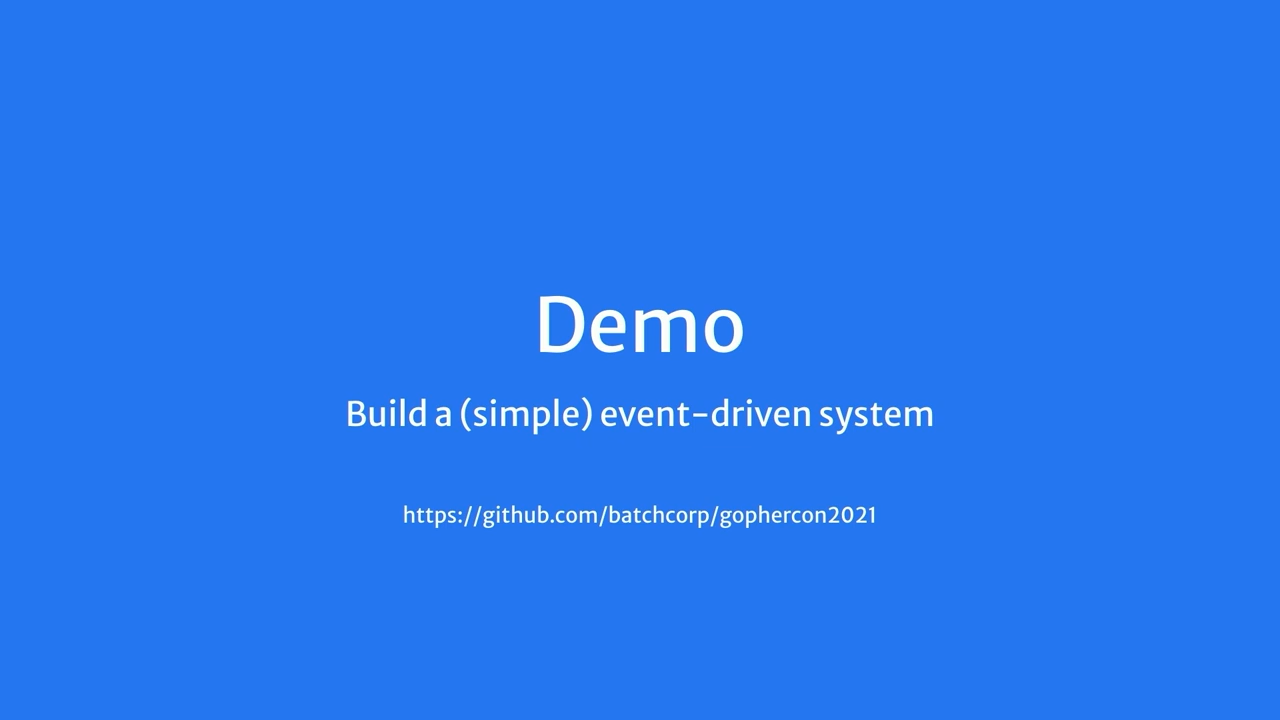 Demo
Build a (simple) event-driven system
https://github.com/batchcorp/gophercon2021